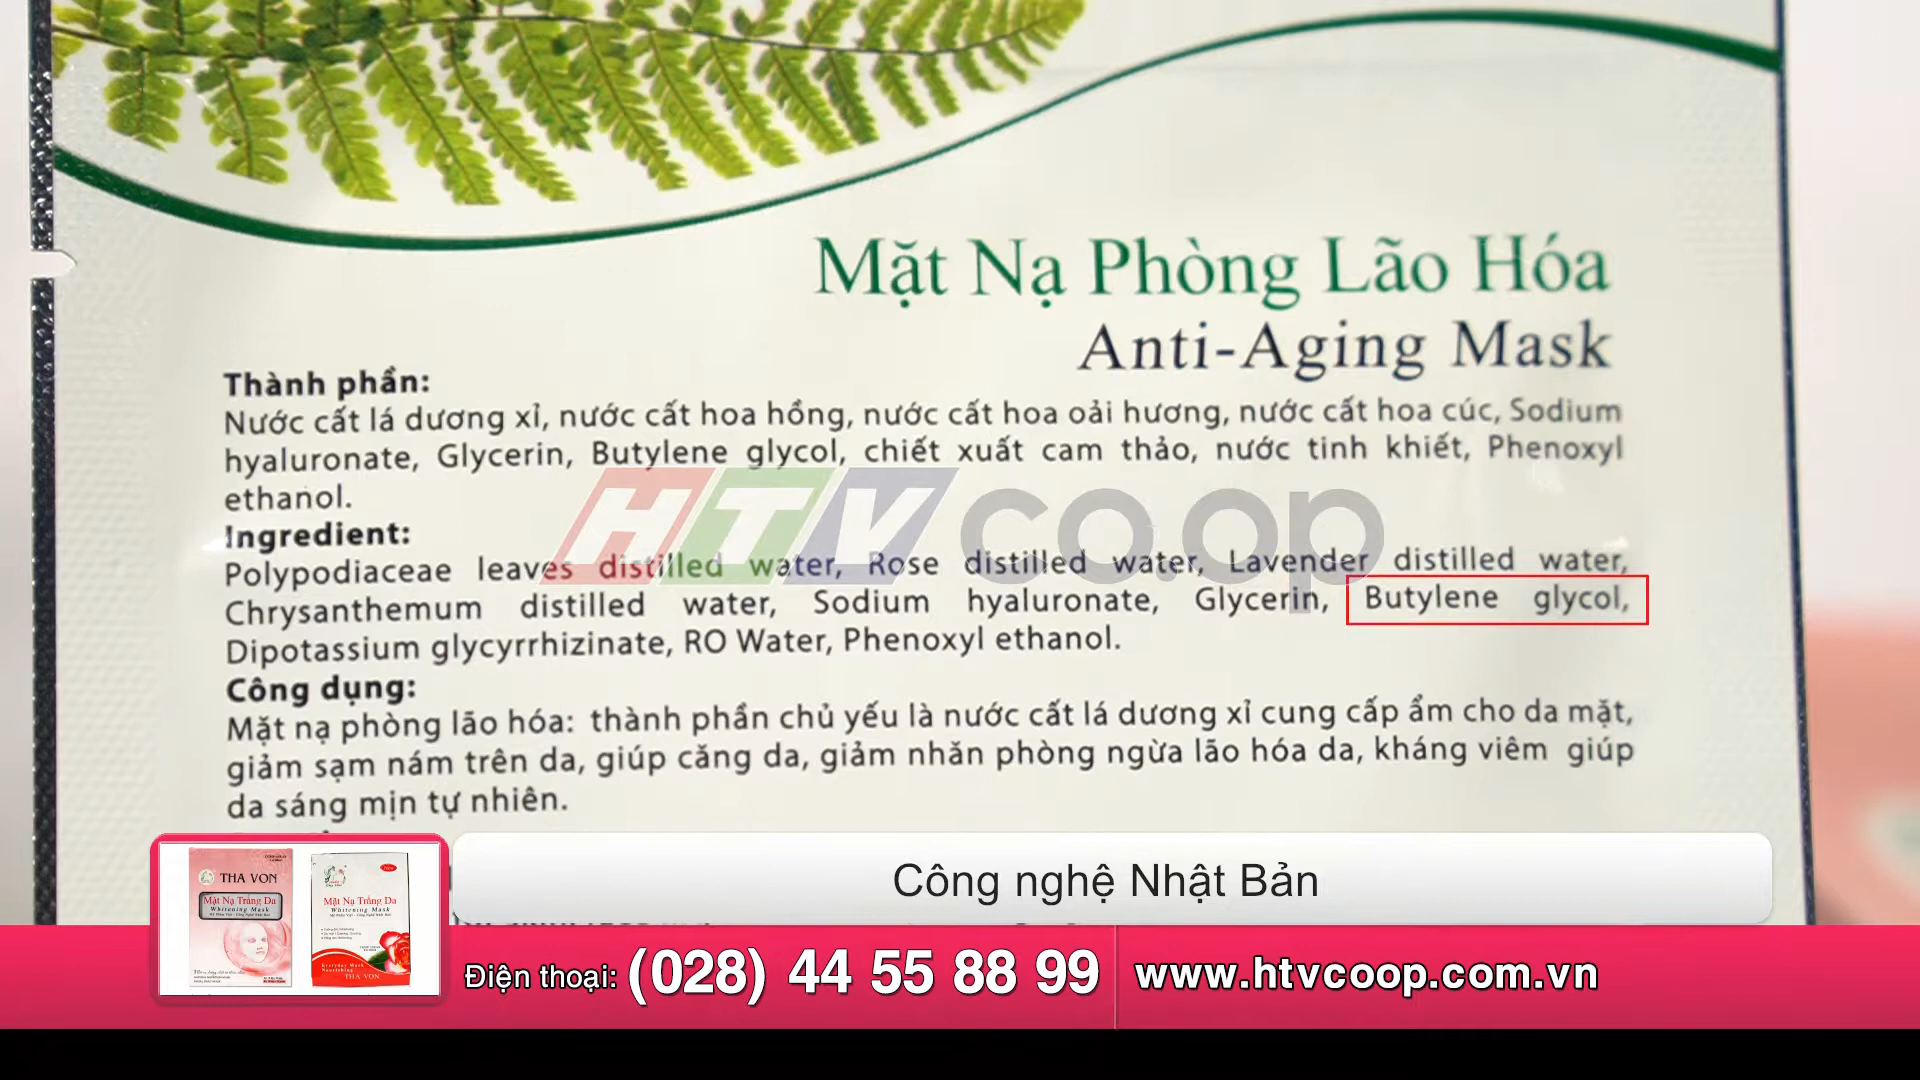 Mặt Nạ Phòng Lão Hóa
Anti-Aging Mask
Thành phần:
Nước cất lá dương xỉ, nước cất hoa hồng, nước cất hoa oải hương, nước cất hoa cúc, Sodium
hyaluronate, Glycerin, Butylene glycol, chiết xuất cam thảo, nước tinh khiết, Phenoxyl
ethanol.
HTV co.op
Ingredient:
Polypodiaceae leaves distilled water, Rose distilled water, Lavender distilled water,
Chrysanthemum distilled water, Sodium hyaluronate, Glycerin, Butylene glycol,
Dipotassium glycyrrhizinate, RO Water, Phenoxyl ethanol.
Công dụng:
Mặt nạ phòng lão hóa: thành phần chủ yếu là nước cất lá dương xỉ cung cấp ẩm cho da mặt,
giảm sạm nám trên da, giúp căng da, giảm nhăn phòng ngừa lão hóa da, kháng viêm giúp
da sáng mịn tự nhiên.
THA VON
Mặt Nạ Trắng Da
Whitening Mask
Mặt Nạ Trắng Da
Whitening Mask
THA VON
Công nghệ Nhật Bản
Điện thoại: (028) 44 55 88 99
www.htvcoop.com.vn